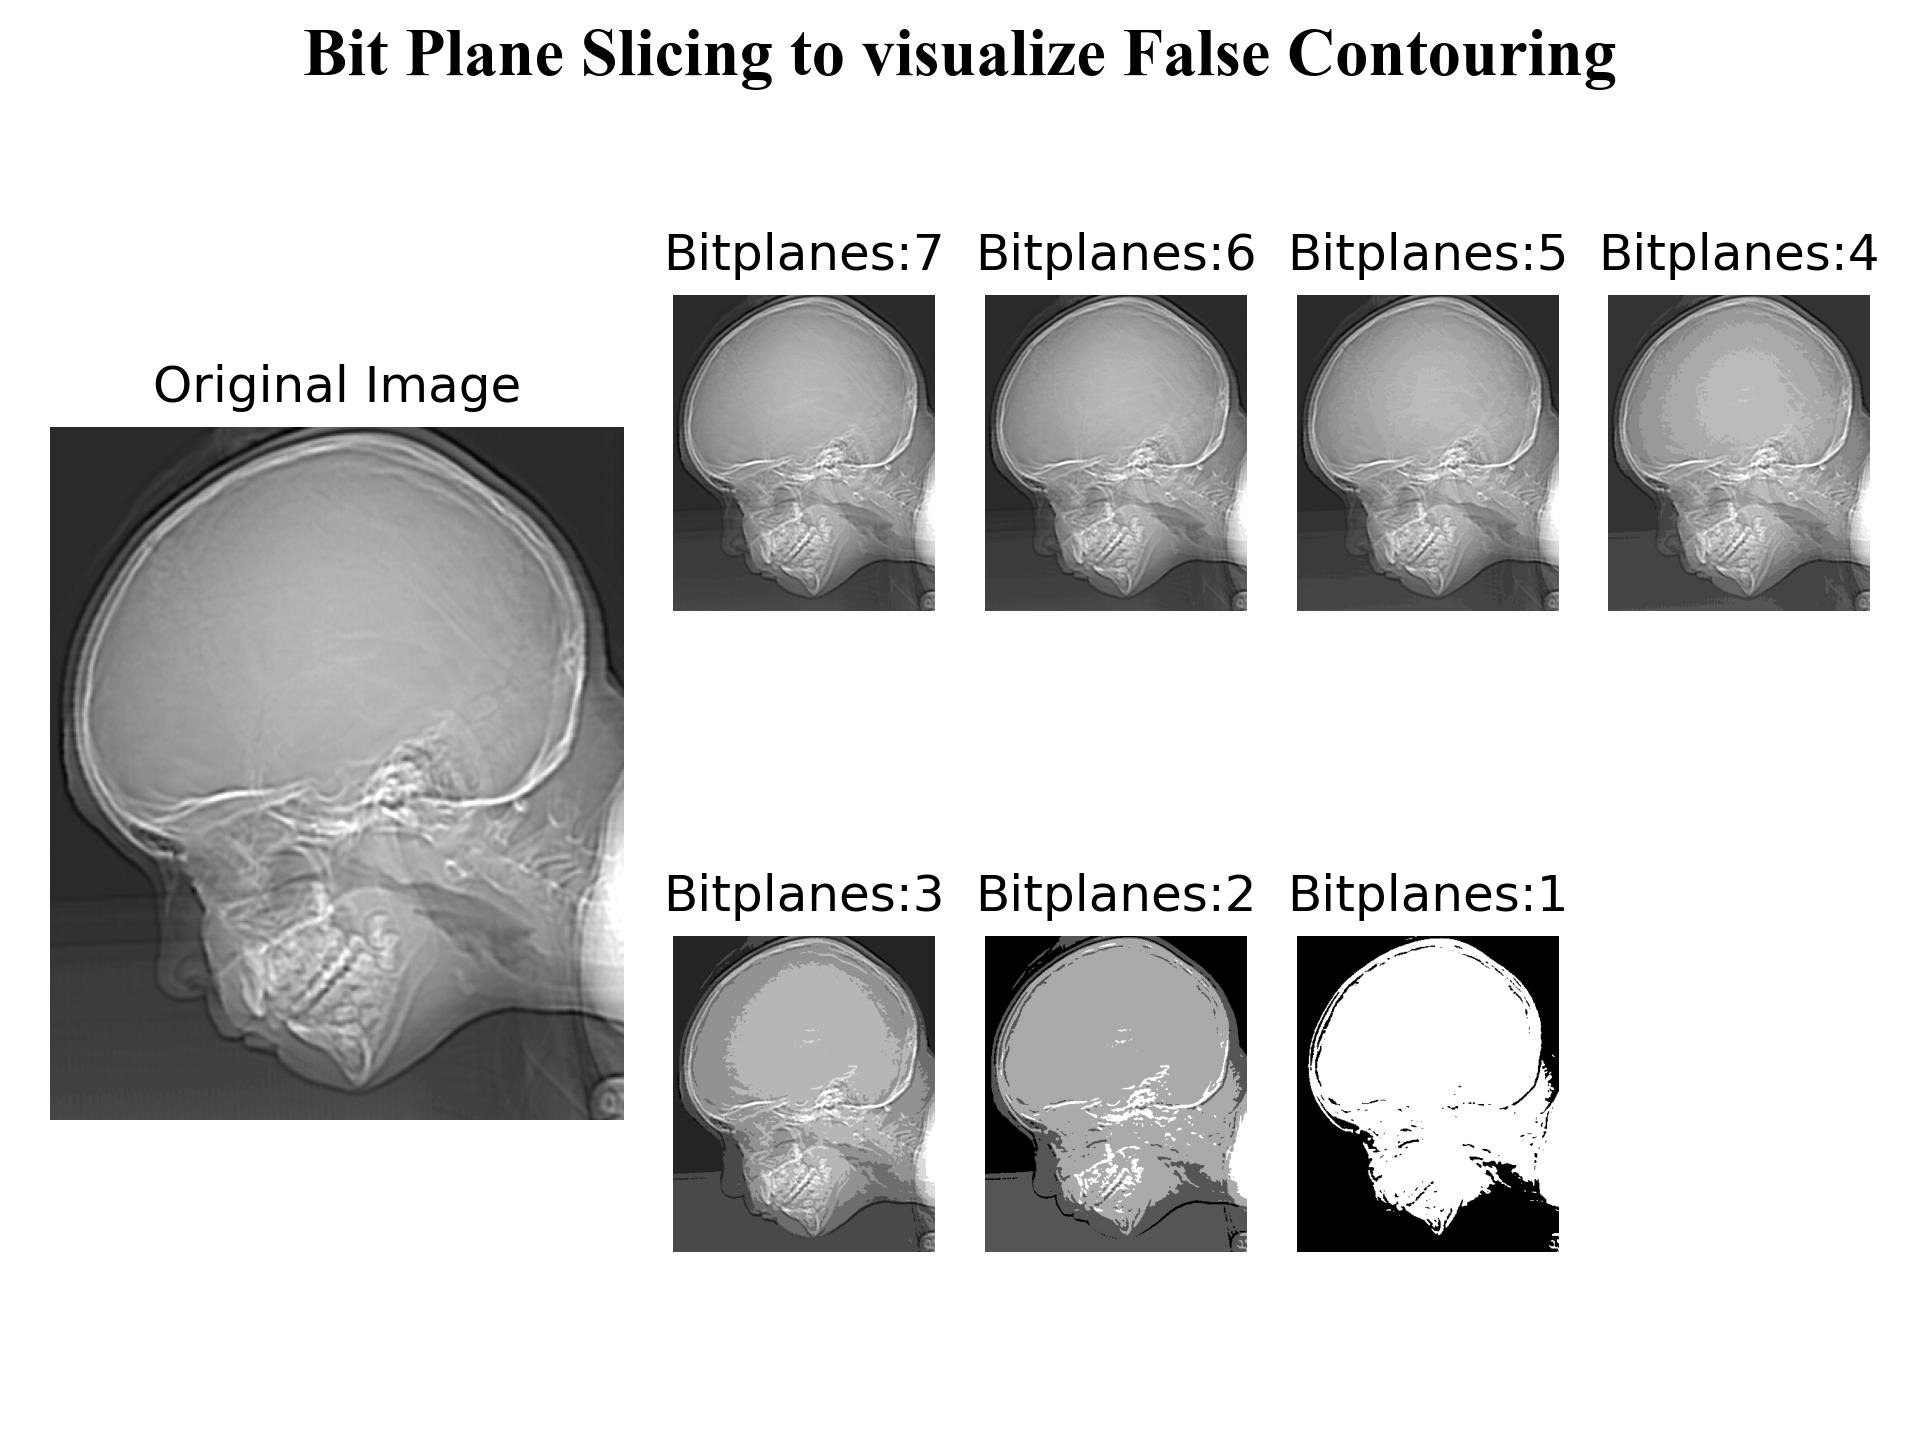 Bit Plane Slicing to visualize False Contouring
Original Image
Bitplanes:7
Bitplanes:6
Bitplanes:5
Bitplanes:4
Bitplanes:3
Bitplanes:2
Bitplanes:1